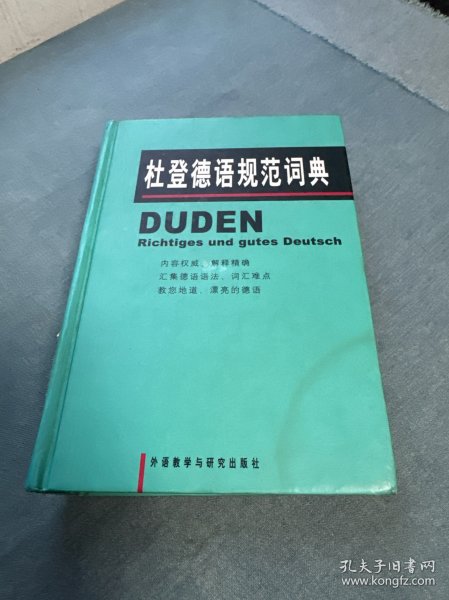 杜登德语规范词典
DUDEN
Richtiges und gutes Deutsch
内容权威、解释精确
汇集德语语法、词汇难点
教您地道、漂亮的德语
外语教学与研究出版社
孔夫子旧书网
www.kongfz.com